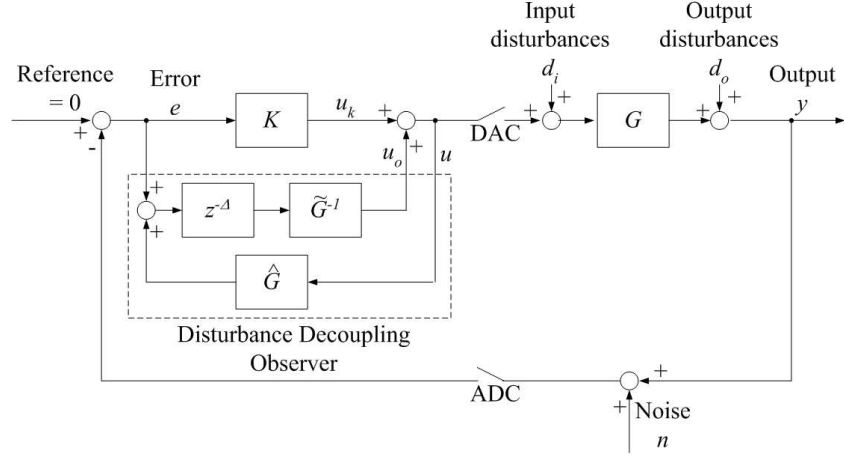 Input
disturbances
d_i
Output
disturbances
d_o
Reference
= 0
Error
e
Output
y
K
u_k
G
+
-
+
+
DAC
+
+
+
+
u_o
u
+
+
z^{-Δ}
G̃^{-1}
Ĝ
Disturbance Decoupling
Observer
ADC
+
+
Noise
n